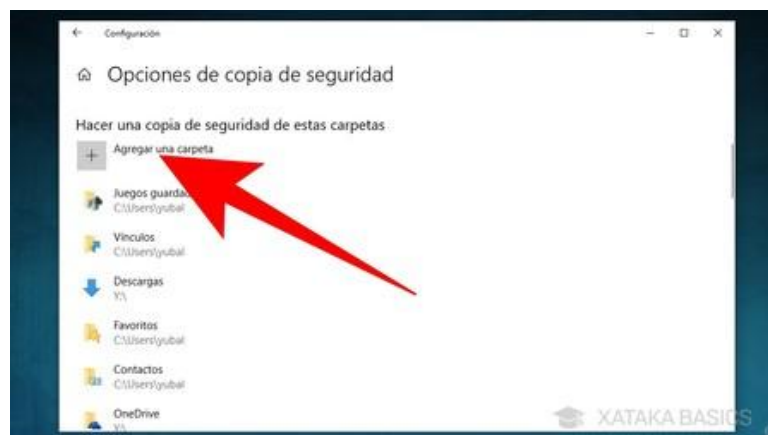 Configuración
Opciones de copia de seguridad
Hacer una copia de seguridad de estas carpetas
Agregar una carpeta
Juegos
C:\Users\yubal
Vínculos
C:\Users\yubal
Descargas
Y:\
Favoritos
C:\Users\yubal
Contactos
C:\Users\yubal
OneDrive
Y:\
XATAKA BASICS